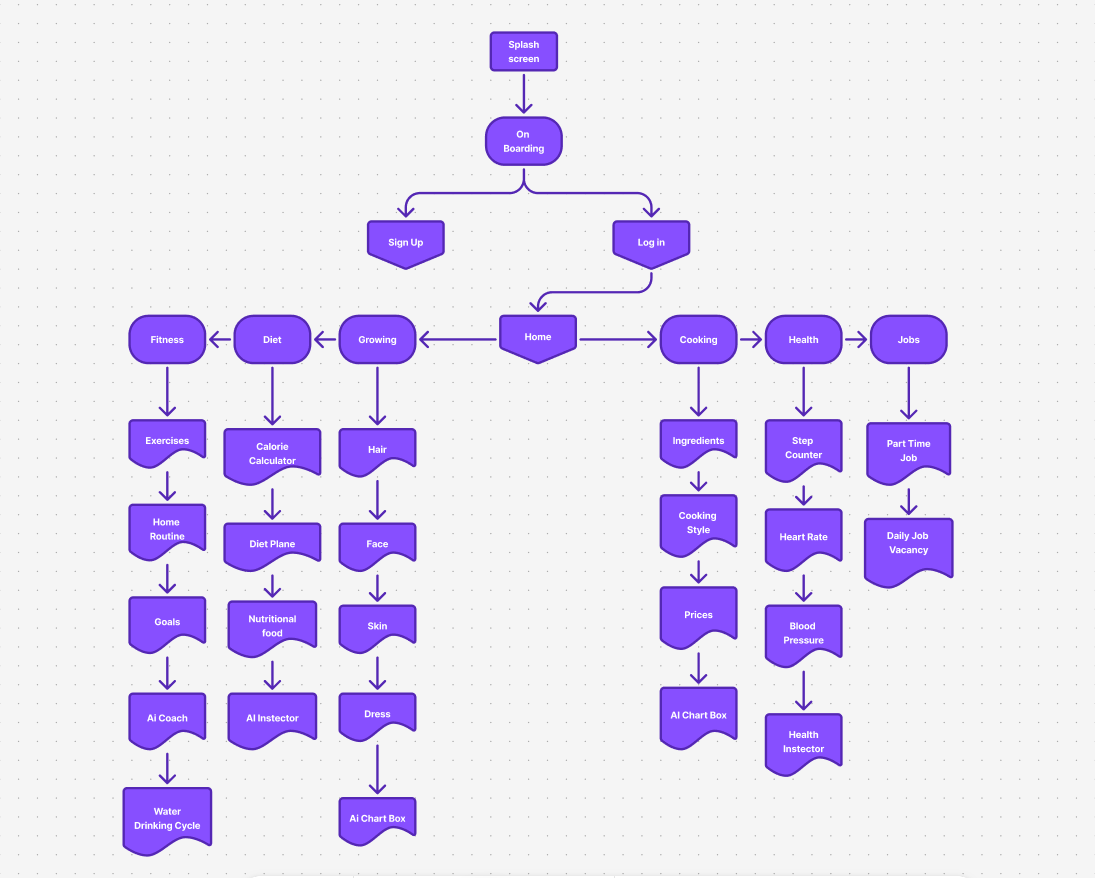 Splash
screen
On
Boarding
Sign Up
Log in
Home
Fitness
Diet
Growing
Cooking
Health
Jobs
Exercises
Home
Routine
Goals
Ai Coach
Water
Drinking Cycle
Calorie
Calculator
Diet Plane
Nutritional
food
AI Instector
Hair
Face
Skin
Dress
Ai Chart Box
Ingredients
Cooking
Style
Prices
AI Chart Box
Step
Counter
Heart Rate
Blood
Pressure
Health
Instector
Part Time
Job
Daily Job
Vacancy